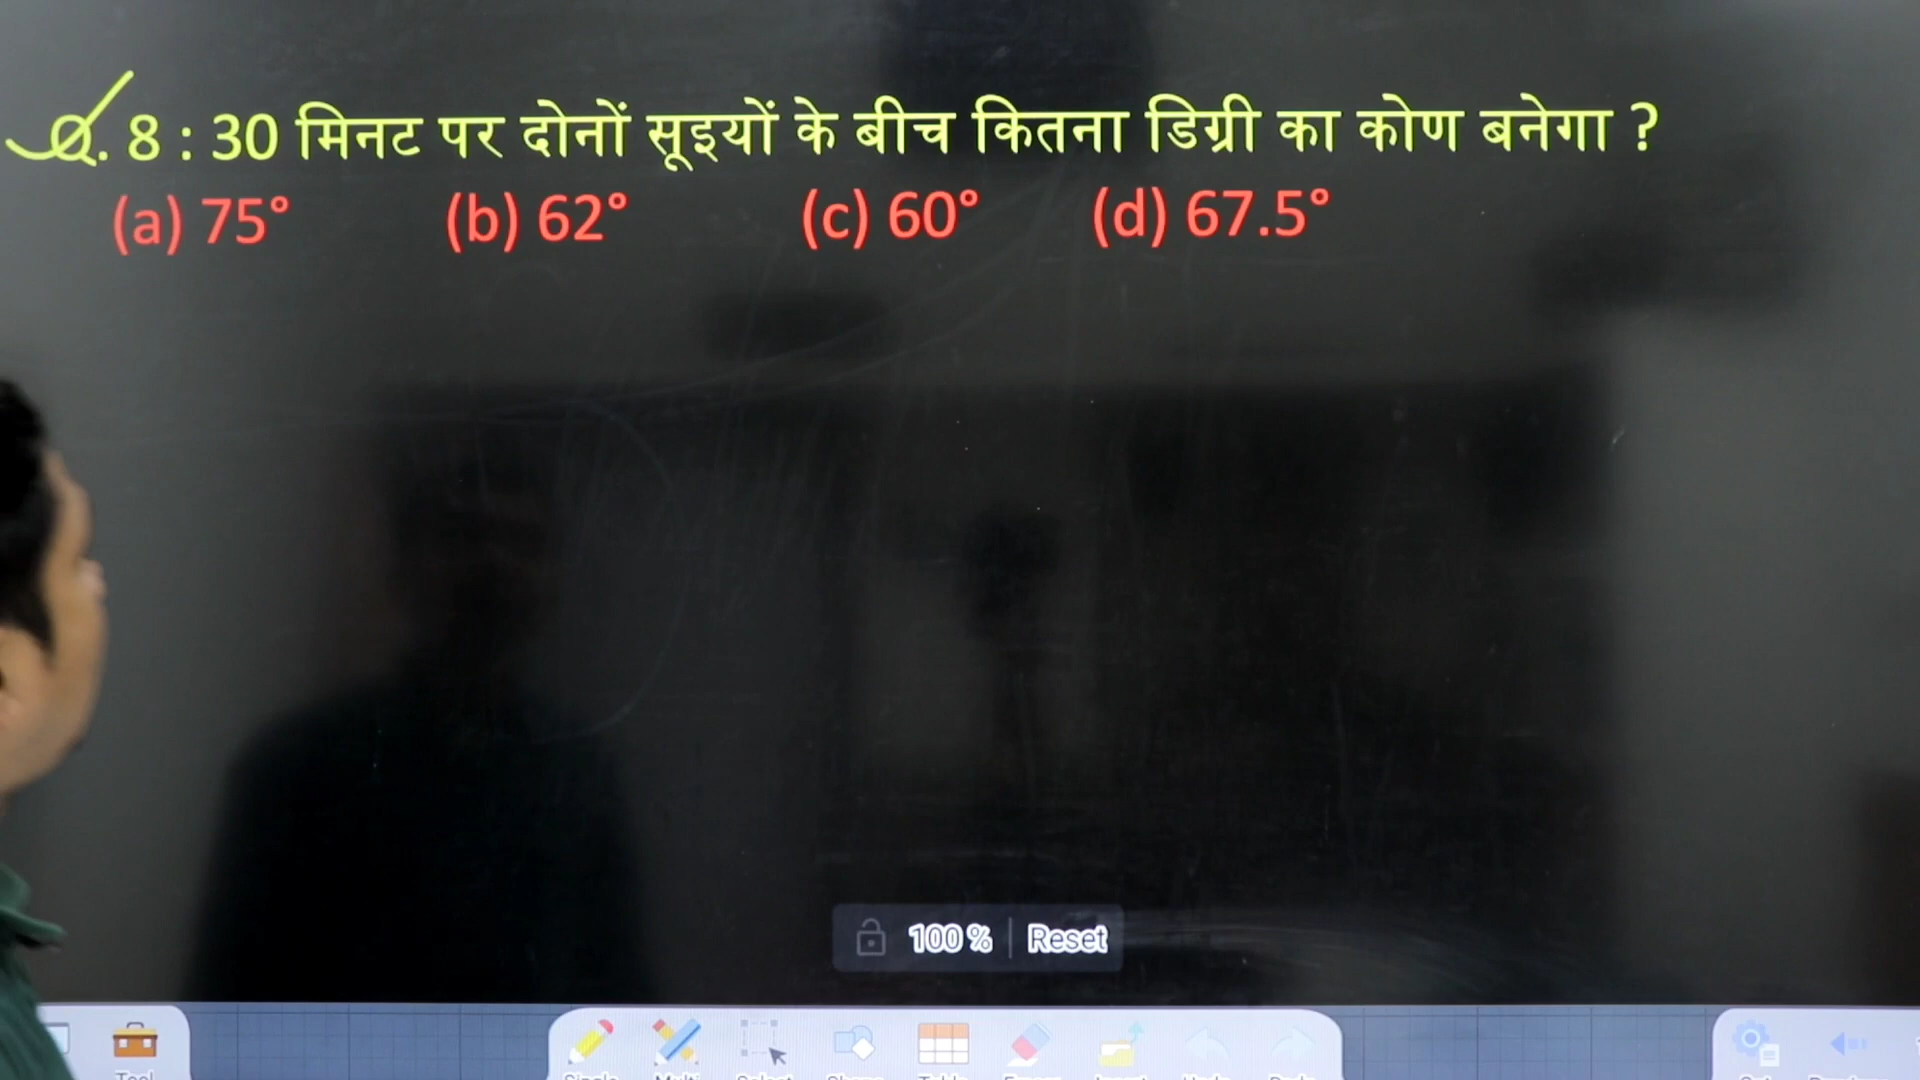 Q. 8 : 30 मिनट पर दोनों सूइयों के बीच कितना डिग्री का कोण बनेगा ?
(a) 75° (b) 62° (c) 60° (d) 67.5°
100 % | Reset